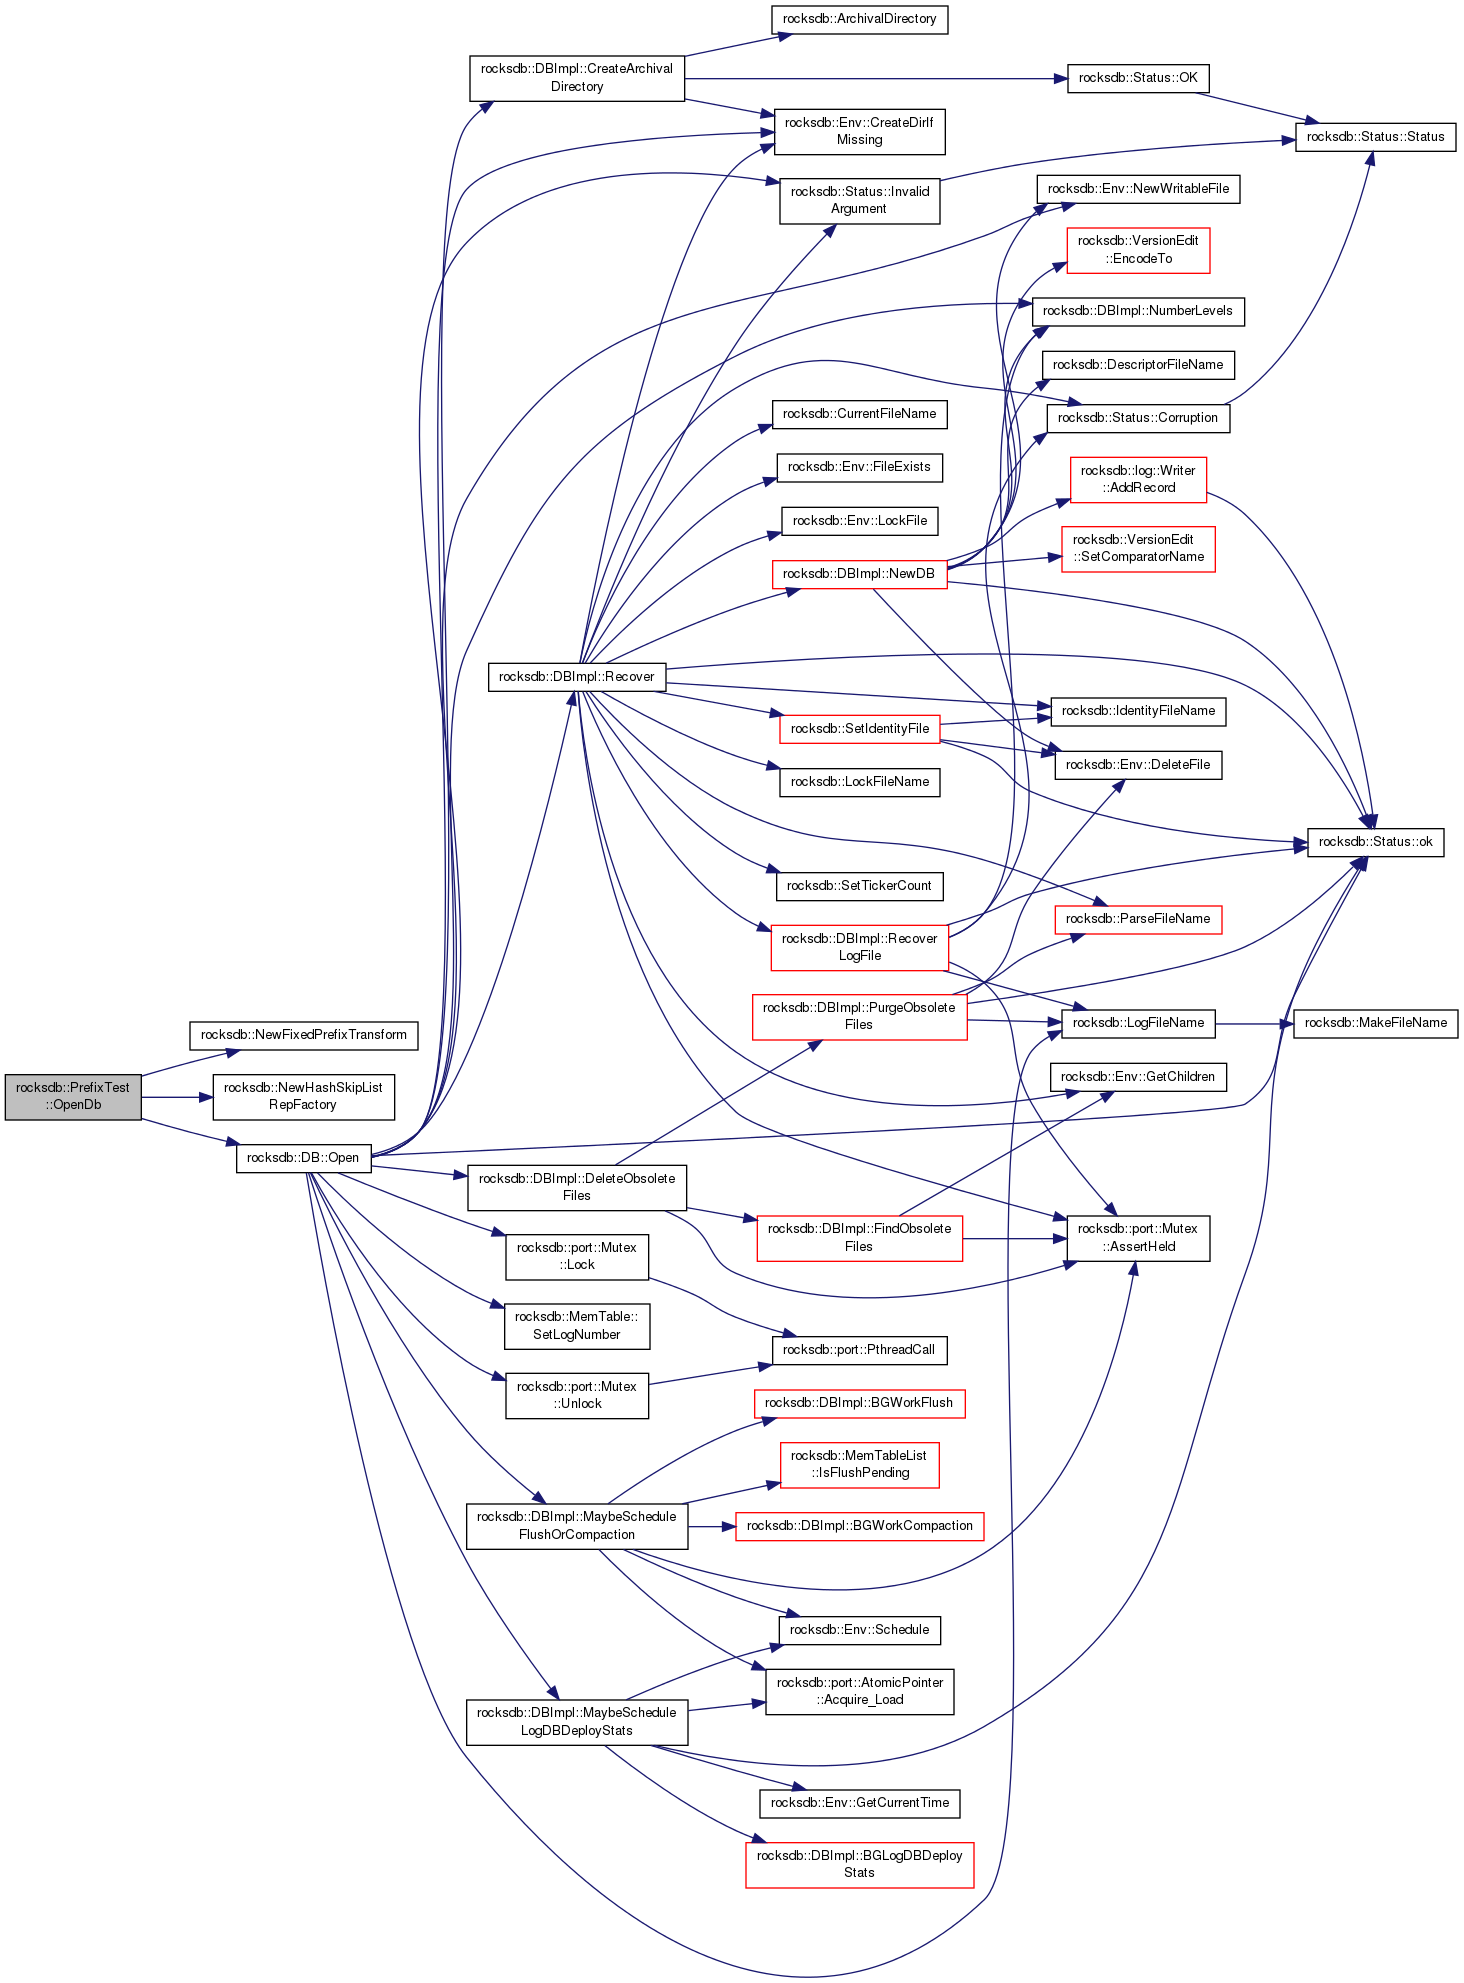 rocksdb::ArchivalDirectory
rocksdb::DBImpl::CreateArchival
Directory
rocksdb::Status::OK
rocksdb::Env::CreateDirIf
Missing
rocksdb::Status::Status
rocksdb::Status::Invalid
Argument
rocksdb::Env::NewWritableFile
rocksdb::VersionEdit
::EncodeTo
rocksdb::DBImpl::NumberLevels
rocksdb::DescriptorFileName
rocksdb::CurrentFileName
rocksdb::Status::Corruption
rocksdb::Env::FileExists
rocksdb::log::Writer
::AddRecord
rocksdb::Env::LockFile
rocksdb::VersionEdit
::SetComparatorName
rocksdb::DBImpl::NewDB
rocksdb::DBImpl::Recover
rocksdb::IdentityFileName
rocksdb::SetIdentityFile
rocksdb::Env::DeleteFile
rocksdb::LockFileName
rocksdb::Status::ok
rocksdb::SetTickerCount
rocksdb::ParseFileName
rocksdb::DBImpl::Recover
LogFile
rocksdb::DBImpl::PurgeObsolete
Files
rocksdb::LogFileName
rocksdb::MakeFileName
rocksdb::NewFixedPrefixTransform
rocksdb::PrefixTest
::OpenDb
rocksdb::NewHashSkipList
RepFactory
rocksdb::Env::GetChildren
rocksdb::DB::Open
rocksdb::DBImpl::DeleteObsolete
Files
rocksdb::DBImpl::FindObsolete
Files
rocksdb::port::Mutex
::AssertHeld
rocksdb::port::Mutex
::Lock
rocksdb::MemTable::
SetLogNumber
rocksdb::port::PthreadCall
rocksdb::port::Mutex
::Unlock
rocksdb::DBImpl::BGWorkFlush
rocksdb::MemTableList
::IsFlushPending
rocksdb::DBImpl::MaybeSchedule
FlushOrCompaction
rocksdb::DBImpl::BGWorkCompaction
rocksdb::Env::Schedule
rocksdb::port::AtomicPointer
::Acquire_Load
rocksdb::DBImpl::MaybeSchedule
LogDBDeployStats
rocksdb::Env::GetCurrentTime
rocksdb::DBImpl::BGLogDBDeploy
Stats